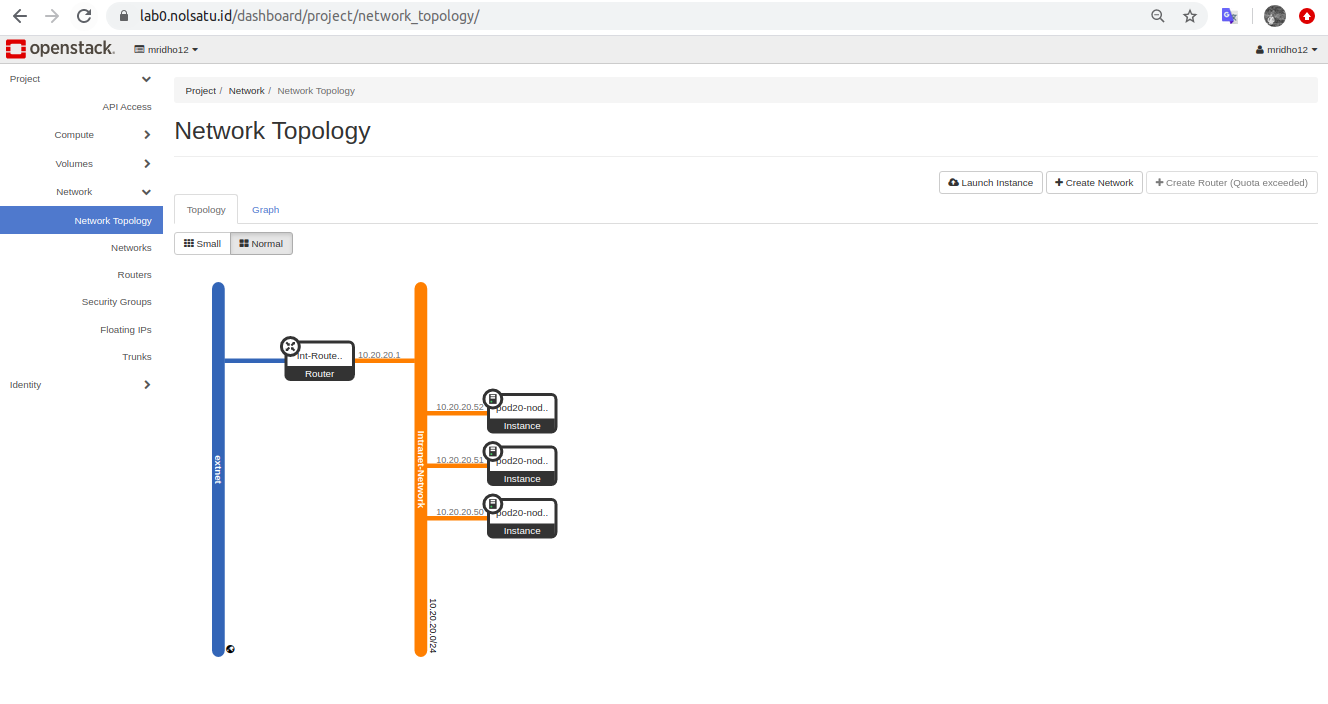 lab0.nolsatu.id/dashboard/project/network_topology/
openstack.
mridho12
mridho12
Project
API Access
Compute
Volumes
Network
Network Topology
Networks
Routers
Security Groups
Floating IPs
Trunks
Identity
Project / Network / Network Topology
Network Topology
Launch Instance
Create Network
Create Router (Quota exceeded)
Topology
Graph
Small
Normal
extnet
Int-Route..
Router
10.20.20.1
Intranet-Network
10.20.20.0/24
10.20.20.52
pod20-nod..
Instance
10.20.20.51
pod20-nod..
Instance
10.20.20.50
pod20-nod..
Instance